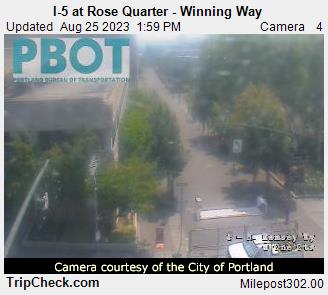 I-5 at Rose Quarter - Winning Way
Updated Aug 25 2023 1:59 PM Camera 4
PBOT
PORTLAND BUREAU OF TRANSPORTATION
Camera courtesy of the City of Portland
TripCheck.com Milepost302.00